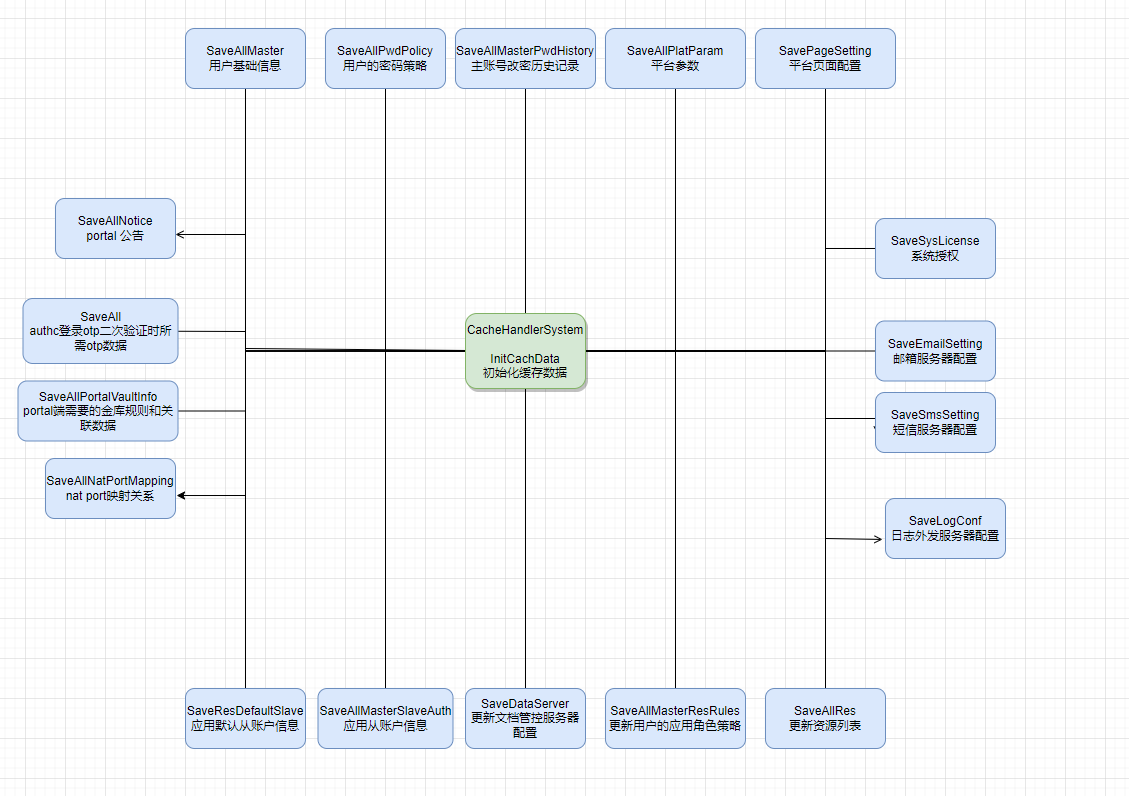 SaveAllMaster
用户基础信息
SaveAllPwdPolicy
用户的密码策略
SaveAllMasterPwdHistory
主账号改密历史记录
SaveAllPlatParam
平台参数
SavePageSetting
平台页面配置
SaveAllNotice
portal 公告
SaveSysLicense
系统授权
SaveAll
authc登录otp二次验证时所
需otp数据
CacheHandlerSystem
InitCachData
初始化缓存数据
SaveEmailSetting
邮箱服务器配置
SaveAllPortalVaultInfo
portal端需要的金库规则和关
联数据
SaveSmsSetting
短信服务器配置
SaveAllNatPortMapping
nat port映射关系
SaveLogConf
日志外发服务器配置
SaveResDefaultSlave
应用默认从账户信息
SaveAllMasterSlaveAuth
应用从账户信息
SaveDataServer
更新文档管控服务器
配置
SaveAllMasterResRules
更新用户的应用角色策略
SaveAllRes
更新资源列表